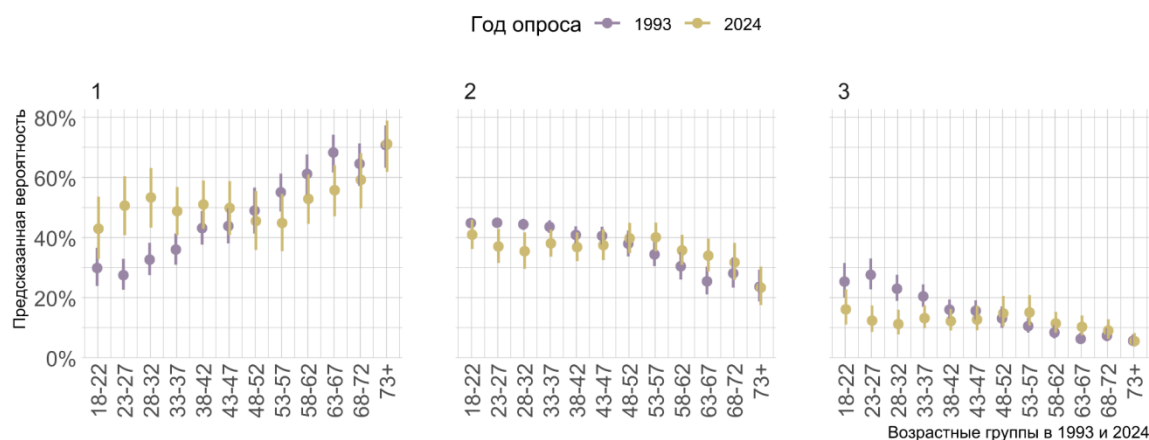 Год опроса 1993 2024
1 2 3
Предсказанная вероятность
80%
60%
40%
20%
0%
18-22 23-27 28-32 33-37 38-42 43-47 48-52 53-57 58-62 63-67 68-72 73+
18-22 23-27 28-32 33-37 38-42 43-47 48-52 53-57 58-62 63-67 68-72 73+
18-22 23-27 28-32 33-37 38-42 43-47 48-52 53-57 58-62 63-67 68-72 73+
Возрастные группы в 1993 и 2024